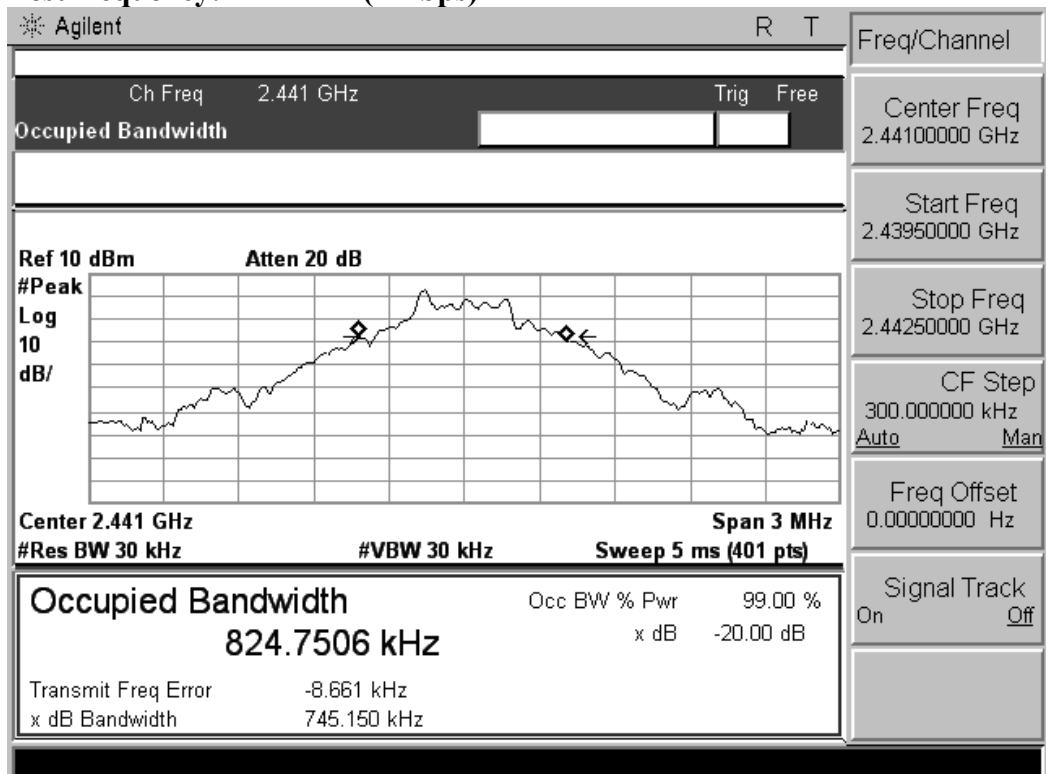 Agilent R T
Freq/Channel
Ch Freq 2.441 GHz Trig Free
Occupied Bandwidth
Center Freq
2.44100000 GHz
Start Freq
2.43950000 GHz
Stop Freq
2.44250000 GHz
CF Step
300.000000 kHz
Auto Man
Freq Offset
0.00000000 Hz
Signal Track
On Off
Ref 10 dBm Atten 20 dB
#Peak
Log
10
dB/
Center 2.441 GHz Span 3 MHz
#Res BW 30 kHz #VBW 30 kHz Sweep 5 ms (401 pts)
Occupied Bandwidth
824.7506 kHz
Occ BW % Pwr 99.00 %
x dB -20.00 dB
Transmit Freq Error -8.661 kHz
x dB Bandwidth 745.150 kHz